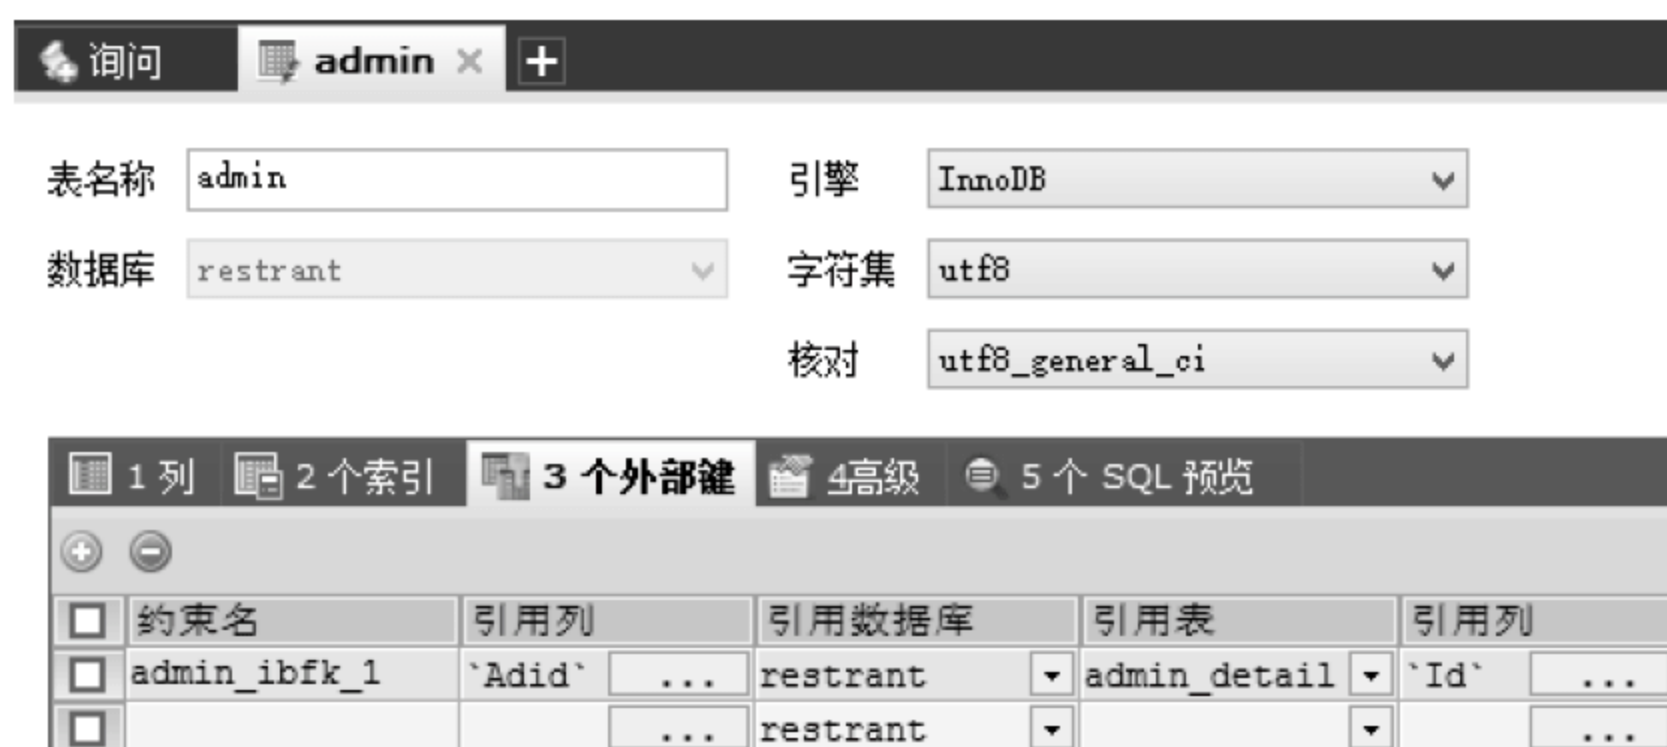 询问 admin
表名称 admin 引擎 InnoDB
数据库 restrant 字符集 utf8
核对 utf8_general_ci
1 列 2 个索引 3 个外部键 4高级 5 个 SQL 预览
约束名 引用列 引用数据库 引用表 引用列
admin_ibfk_1 `Adid` ... restrant admin_detail `Id` ...
... restrant ...